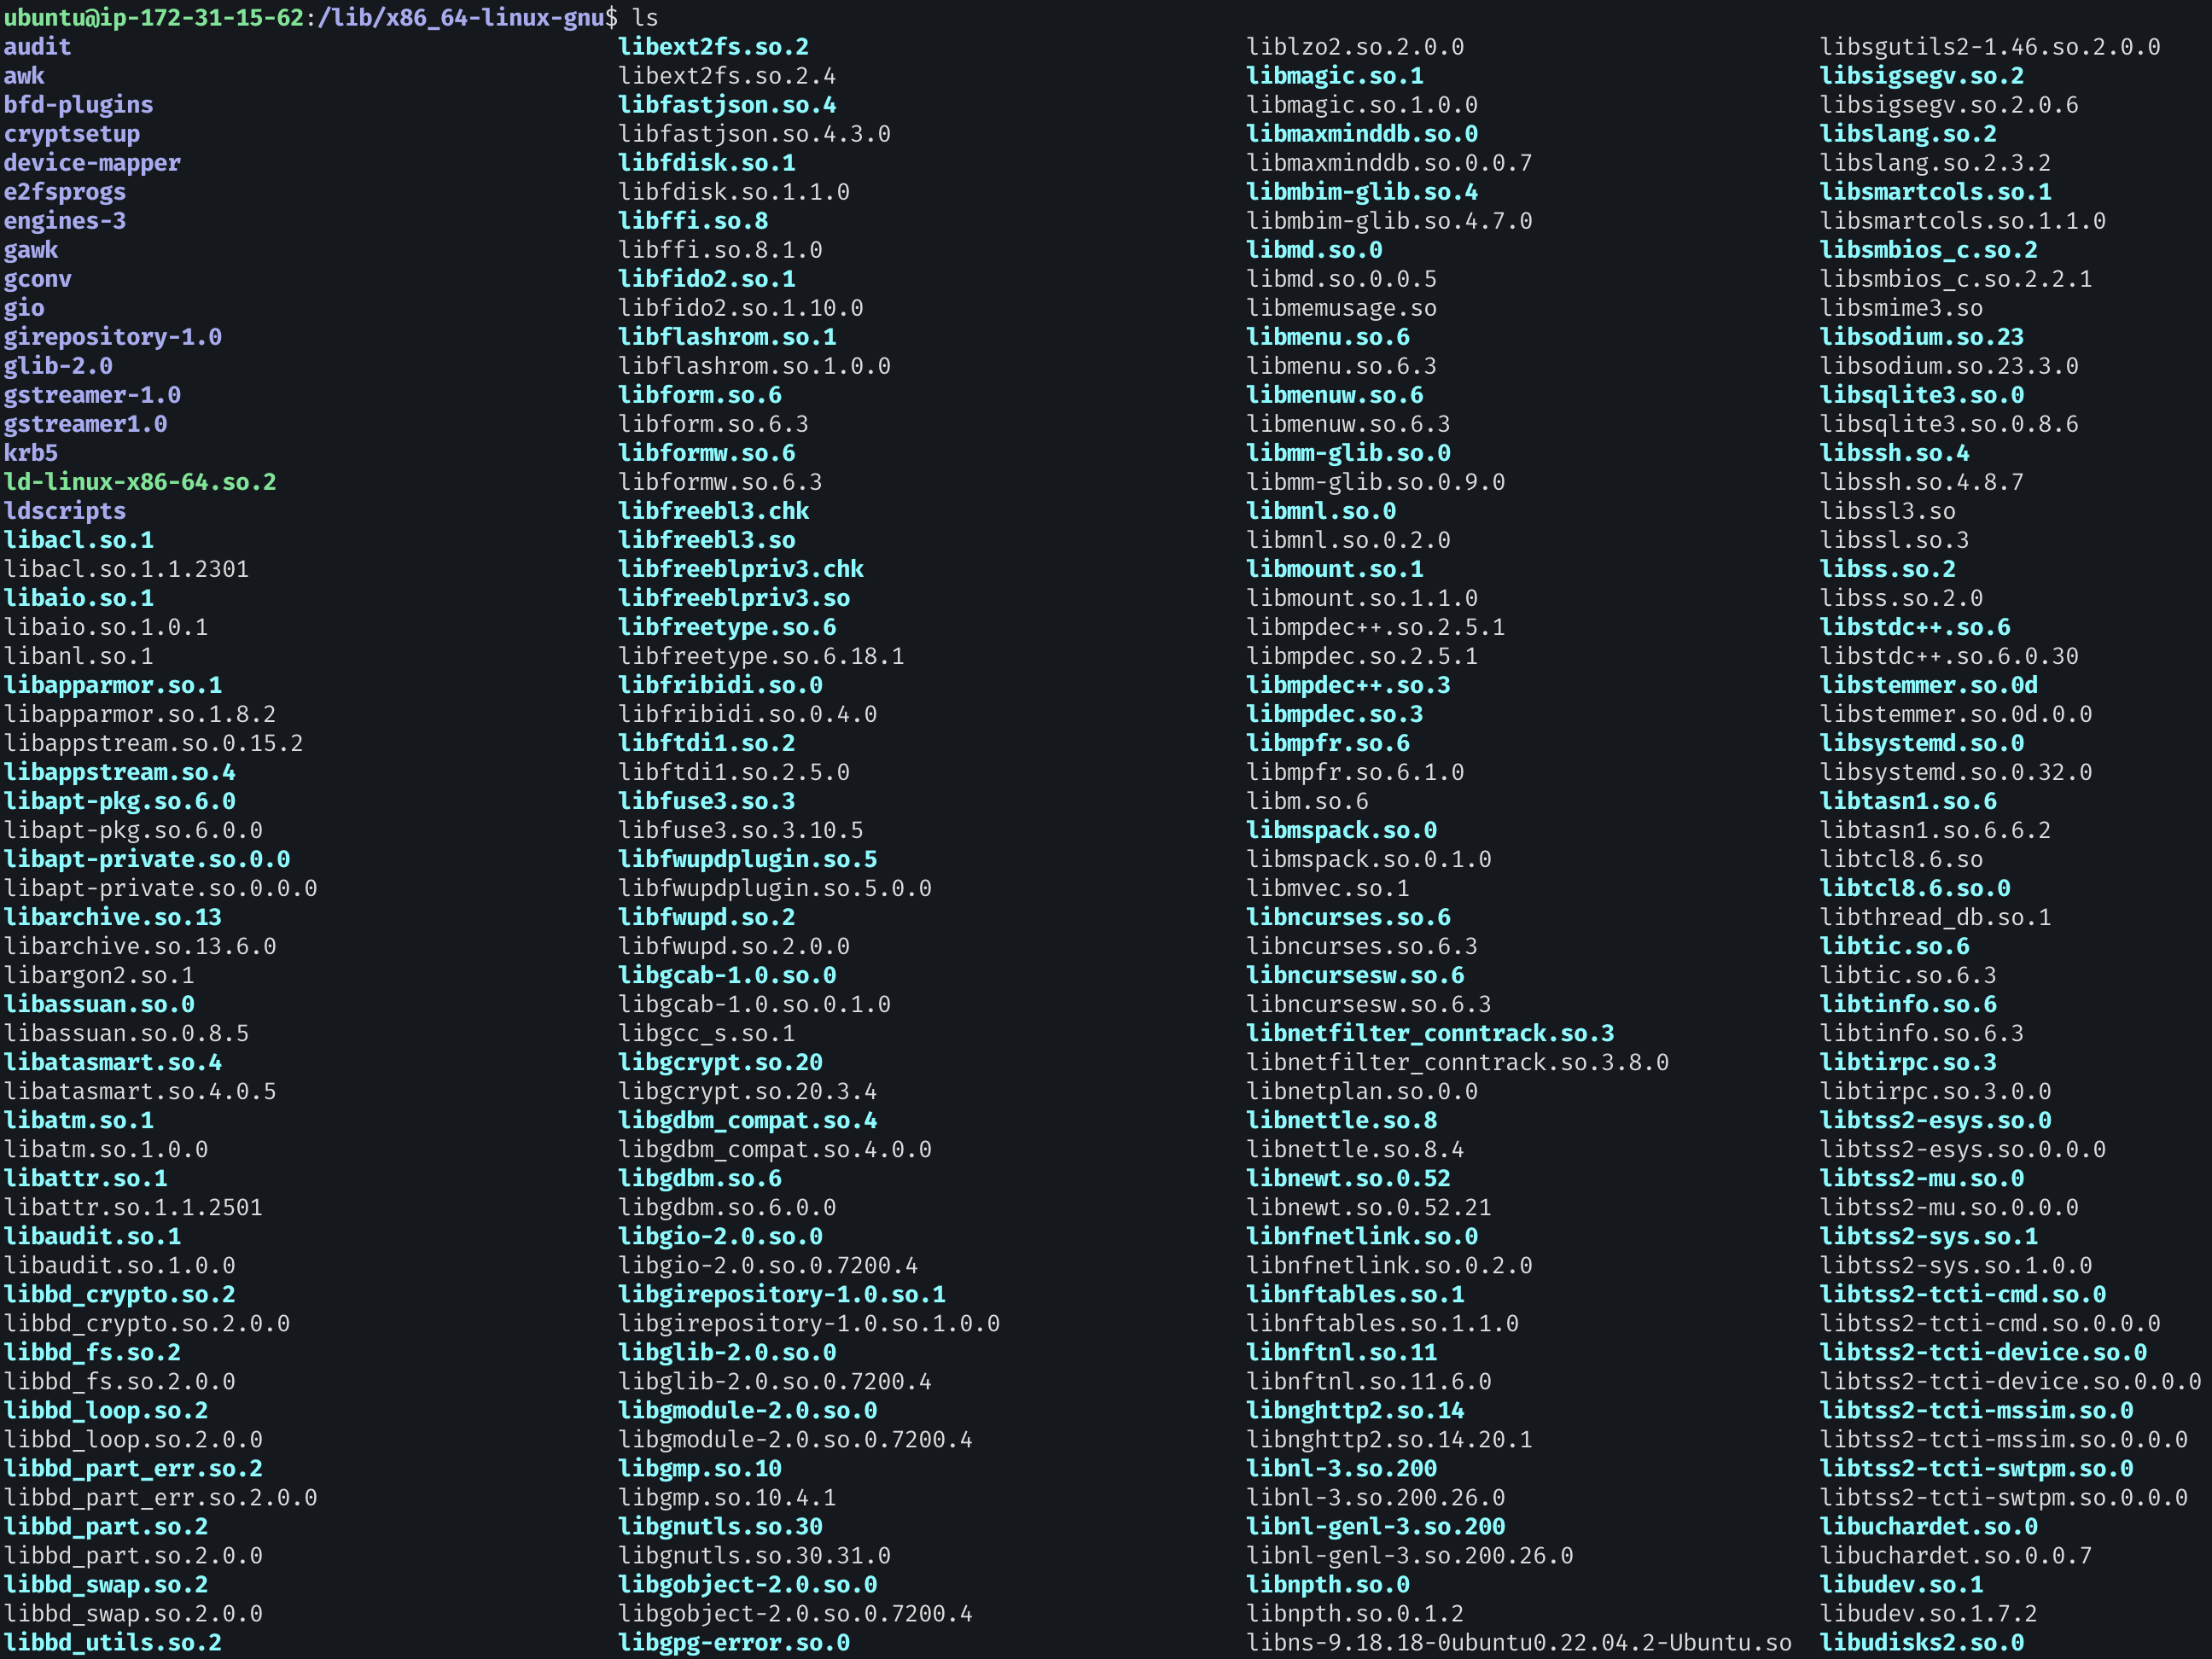 ubuntu@ip-172-31-15-62:/lib/x86_64-linux-gnu$ ls
audit libext2fs.so.2 liblzo2.so.2.0.0 libsgutils2-1.46.so.2.0.0
awk libext2fs.so.2.4 libmagic.so.1 libsigsegv.so.2
bfd-plugins libfastjson.so.4 libmagic.so.1.0.0 libsigsegv.so.2.0.6
cryptsetup libfastjson.so.4.3.0 libmaxminddb.so.0 libslang.so.2
device-mapper libfdisk.so.1 libmaxminddb.so.0.0.7 libslang.so.2.3.2
e2fsprogs libfdisk.so.1.1.0 libmbim-glib.so.4 libsmartcols.so.1
engines-3 libffi.so.8 libmbim-glib.so.4.7.0 libsmartcols.so.1.1.0
gawk libffi.so.8.1.0 libmd.so.0 libsmbios_c.so.2
gconv libfido2.so.1 libmd.so.0.0.5 libsmbios_c.so.2.2.1
gio libfido2.so.1.10.0 libmemusage.so libsmime3.so
girepository-1.0 libflashrom.so.1 libmenu.so.6 libsodium.so.23
glib-2.0 libflashrom.so.1.0.0 libmenu.so.6.3 libsodium.so.23.3.0
gstreamer-1.0 libform.so.6 libmenuw.so.6 libsqlite3.so.0
gstreamer1.0 libform.so.6.3 libmenuw.so.6.3 libsqlite3.so.0.8.6
krb5 libformw.so.6 libmm-glib.so.0 libssh.so.4
ld-linux-x86-64.so.2 libformw.so.6.3 libmm-glib.so.0.9.0 libssh.so.4.8.7
ldscripts libfreebl3.chk libmnl.so.0 libssl3.so
libacl.so.1 libfreebl3.so libmnl.so.0.2.0 libssl.so.3
libacl.so.1.1.2301 libfreeblpriv3.chk libmount.so.1 libss.so.2
libaio.so.1 libfreeblpriv3.so libmount.so.1.1.0 libss.so.2.0
libaio.so.1.0.1 libfreetype.so.6 libmpdec++.so.2.5.1 libstdc++.so.6
libanl.so.1 libfreetype.so.6.18.1 libmpdec.so.2.5.1 libstdc++.so.6.0.30
libapparmor.so.1 libfribidi.so.0 libmpdec++.so.3 libstemmer.so.0d
libapparmor.so.1.8.2 libfribidi.so.0.4.0 libmpdec.so.3 libstemmer.so.0d.0.0
libappstream.so.0.15.2 libftdi1.so.2 libmpfr.so.6 libsystemd.so.0
libappstream.so.4 libftdi1.so.2.5.0 libmpfr.so.6.1.0 libsystemd.so.0.32.0
libapt-pkg.so.6.0 libfuse3.so.3 libm.so.6 libtasn1.so.6
libapt-pkg.so.6.0.0 libfuse3.so.3.10.5 libmspack.so.0 libtasn1.so.6.6.2
libapt-private.so.0.0 libfwupdplugin.so.5 libmspack.so.0.1.0 libtcl8.6.so
libapt-private.so.0.0.0 libfwupdplugin.so.5.0.0 libmvec.so.1 libtcl8.6.so.0
libarchive.so.13 libfwupd.so.2 libncurses.so.6 libthread_db.so.1
libarchive.so.13.6.0 libfwupd.so.2.0.0 libncurses.so.6.3 libtic.so.6
libargon2.so.1 libgcab-1.0.so.0 libncursesw.so.6 libtic.so.6.3
libassuan.so.0 libgcab-1.0.so.0.1.0 libncursesw.so.6.3 libtinfo.so.6
libassuan.so.0.8.5 libgcc_s.so.1 libnetfilter_conntrack.so.3 libtinfo.so.6.3
libatasmart.so.4 libgcrypt.so.20 libnetfilter_conntrack.so.3.8.0 libtirpc.so.3
libatasmart.so.4.0.5 libgcrypt.so.20.3.4 libnetplan.so.0.0 libtirpc.so.3.0.0
libatm.so.1 libgdbm_compat.so.4 libnettle.so.8 libtss2-esys.so.0
libatm.so.1.0.0 libgdbm_compat.so.4.0.0 libnettle.so.8.4 libtss2-esys.so.0.0.0
libattr.so.1 libgdbm.so.6 libnewt.so.0.52 libtss2-mu.so.0
libattr.so.1.1.2501 libgdbm.so.6.0.0 libnewt.so.0.52.21 libtss2-mu.so.0.0.0
libaudit.so.1 libgio-2.0.so.0 libnfnetlink.so.0 libtss2-sys.so.1
libaudit.so.1.0.0 libgio-2.0.so.0.7200.4 libnfnetlink.so.0.2.0 libtss2-sys.so.1.0.0
libbd_crypto.so.2 libgirepository-1.0.so.1 libnftables.so.1 libtss2-tcti-cmd.so.0
libbd_crypto.so.2.0.0 libgirepository-1.0.so.1.0.0 libnftables.so.1.1.0 libtss2-tcti-cmd.so.0.0.0
libbd_fs.so.2 libglib-2.0.so.0 libnftnl.so.11 libtss2-tcti-device.so.0
libbd_fs.so.2.0.0 libglib-2.0.so.0.7200.4 libnftnl.so.11.6.0 libtss2-tcti-device.so.0.0.0
libbd_loop.so.2 libgmodule-2.0.so.0 libnghttp2.so.14 libtss2-tcti-mssim.so.0
libbd_loop.so.2.0.0 libgmodule-2.0.so.0.7200.4 libnghttp2.so.14.20.1 libtss2-tcti-mssim.so.0.0.0
libbd_part_err.so.2 libgmp.so.10 libnl-3.so.200 libtss2-tcti-swtpm.so.0
libbd_part_err.so.2.0.0 libgmp.so.10.4.1 libnl-3.so.200.26.0 libtss2-tcti-swtpm.so.0.0.0
libbd_part.so.2 libgnutls.so.30 libnl-genl-3.so.200 libuchardet.so.0
libbd_part.so.2.0.0 libgnutls.so.30.31.0 libnl-genl-3.so.200.26.0 libuchardet.so.0.0.7
libbd_swap.so.2 libgobject-2.0.so.0 libnpth.so.0 libudev.so.1
libbd_swap.so.2.0.0 libgobject-2.0.so.0.7200.4 libnpth.so.0.1.2 libudev.so.1.7.2
libbd_utils.so.2 libgpg-error.so.0 libns-9.18.18-0ubuntu0.22.04.2-Ubuntu.so libudisks2.so.0